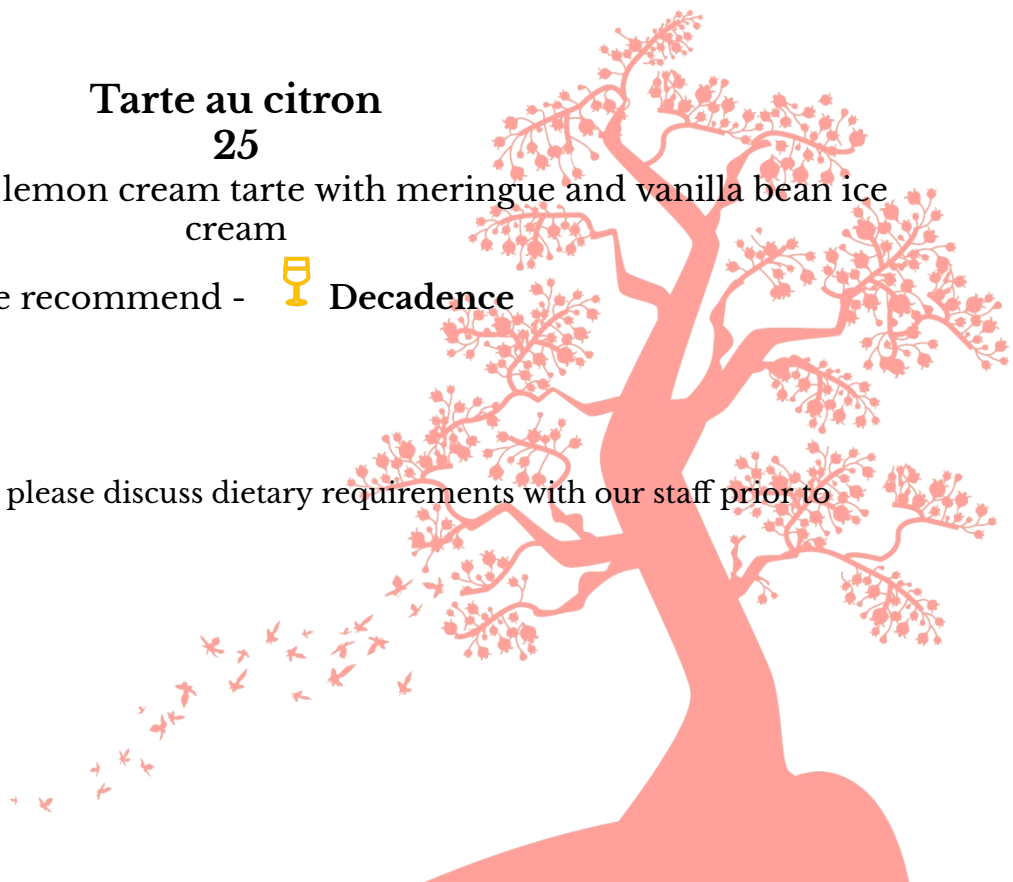 Tarte au citron
25
lemon cream tarte with meringue and vanilla bean ice
cream
e recommend - Decadence
please discuss dietary requirements with our staff prior to